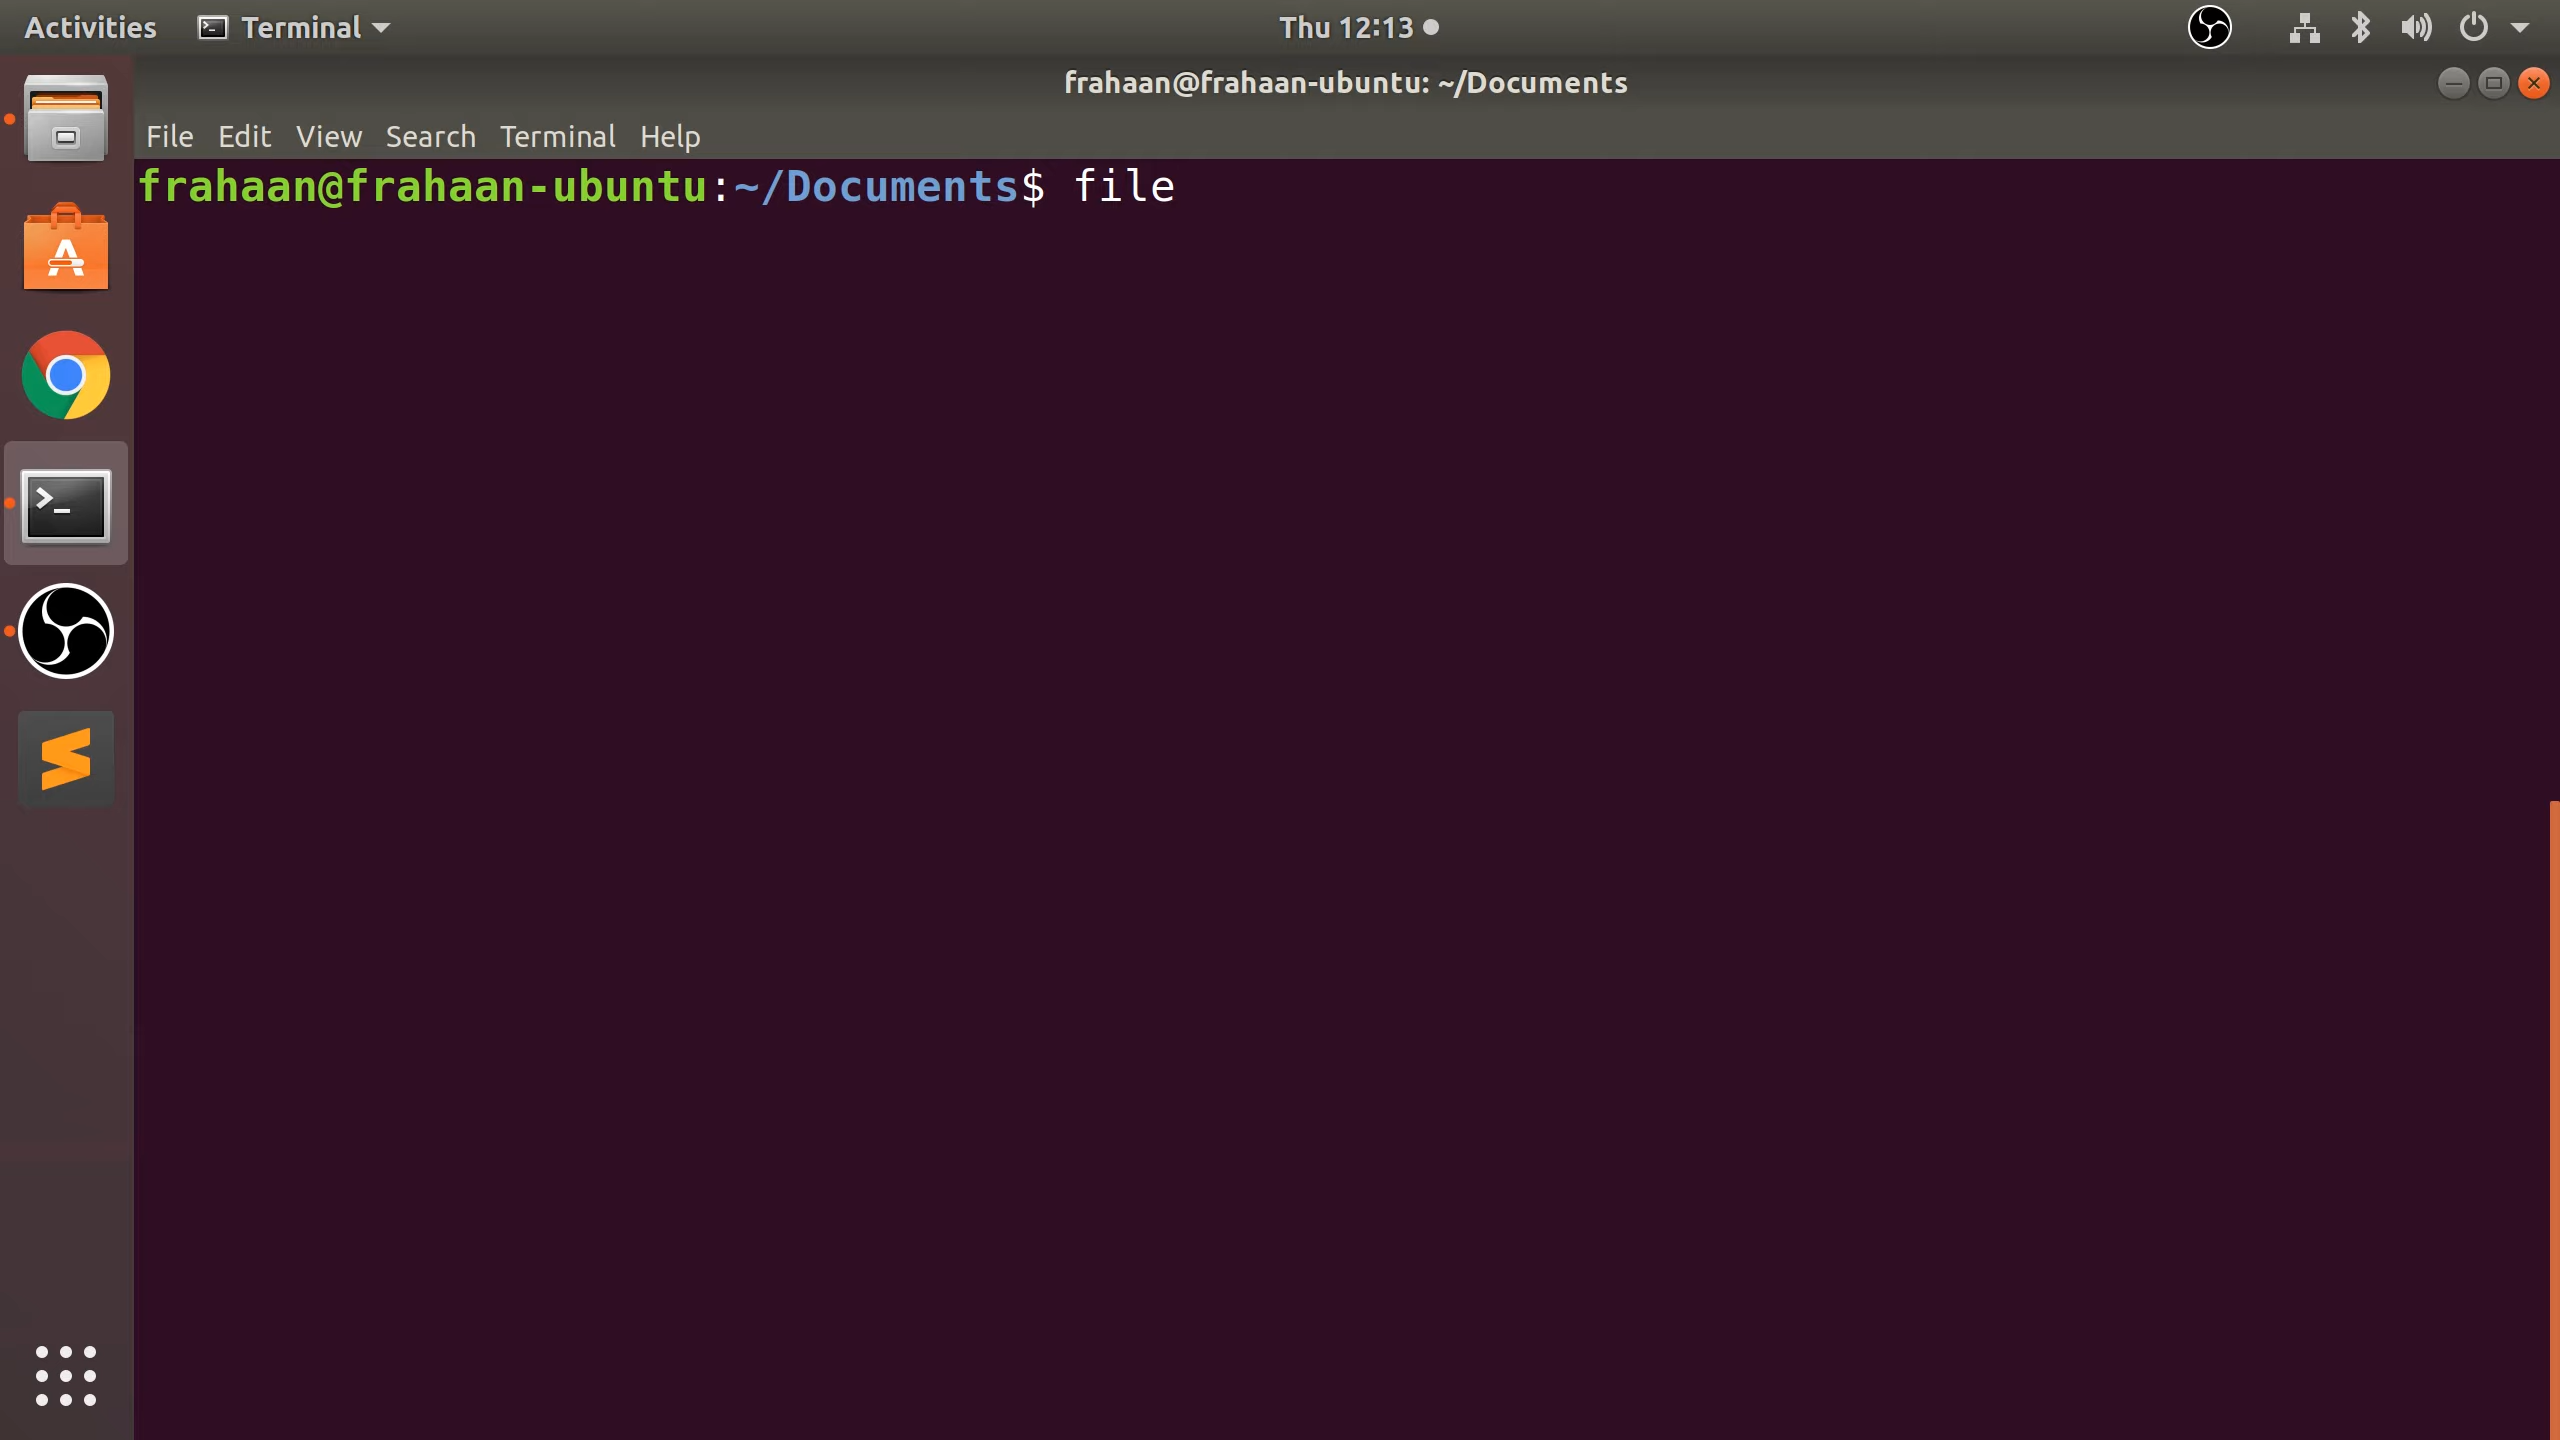 Activities Terminal Thu 12:13
frahaan@frahaan-ubuntu: ~/Documents
File Edit View Search Terminal Help
frahaan@frahaan-ubuntu:~/Documents$ file